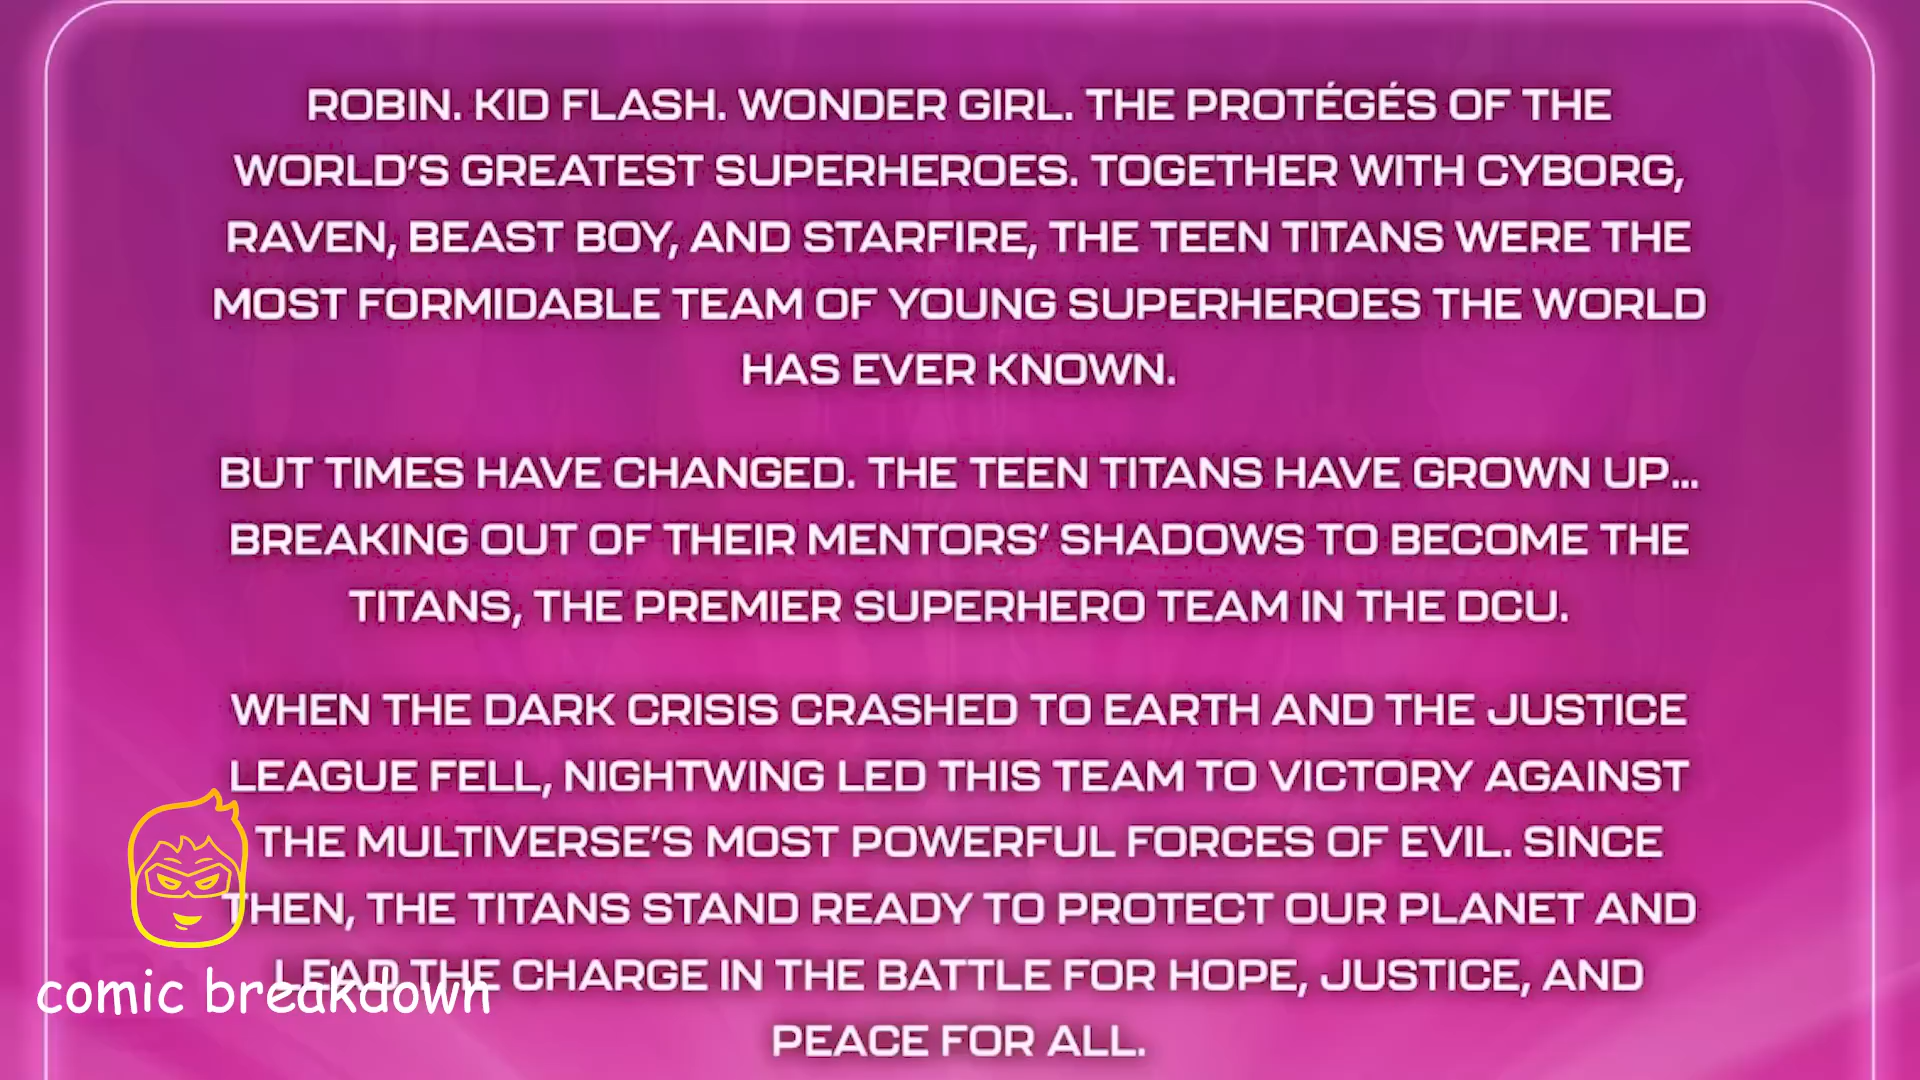 ROBIN. KID FLASH. WONDER GIRL. THE PROTÉGÉS OF THE
WORLD'S GREATEST SUPERHEROES. TOGETHER WITH CYBORG,
RAVEN, BEAST BOY, AND STARFIRE, THE TEEN TITANS WERE THE
MOST FORMIDABLE TEAM OF YOUNG SUPERHEROES THE WORLD
HAS EVER KNOWN.
BUT TIMES HAVE CHANGED. THE TEEN TITANS HAVE GROWN UP...
BREAKING OUT OF THEIR MENTORS' SHADOWS TO BECOME THE
TITANS, THE PREMIER SUPERHERO TEAM IN THE DCU.
WHEN THE DARK CRISIS CRASHED TO EARTH AND THE JUSTICE
LEAGUE FELL, NIGHTWING LED THIS TEAM TO VICTORY AGAINST
THE MULTIVERSE'S MOST POWERFUL FORCES OF EVIL. SINCE
THEN, THE TITANS STAND READY TO PROTECT OUR PLANET AND
LEAD THE CHARGE IN THE BATTLE FOR HOPE, JUSTICE, AND
PEACE FOR ALL.
comic breakdown